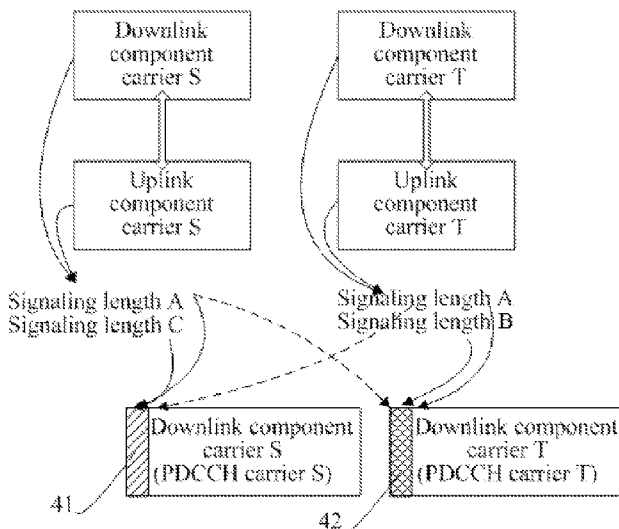 Downlink
component
carrier S
Downlink
component
carrier T
Uplink
component
carrier S
Uplink
component
carrier T
Signaling length A
Signaling length C
Signaling length A
Signaling length B
Downlink component
carrier S
(PDCCH carrier S)
Downlink component
carrier T
(PDCCH carrier T)
41
42